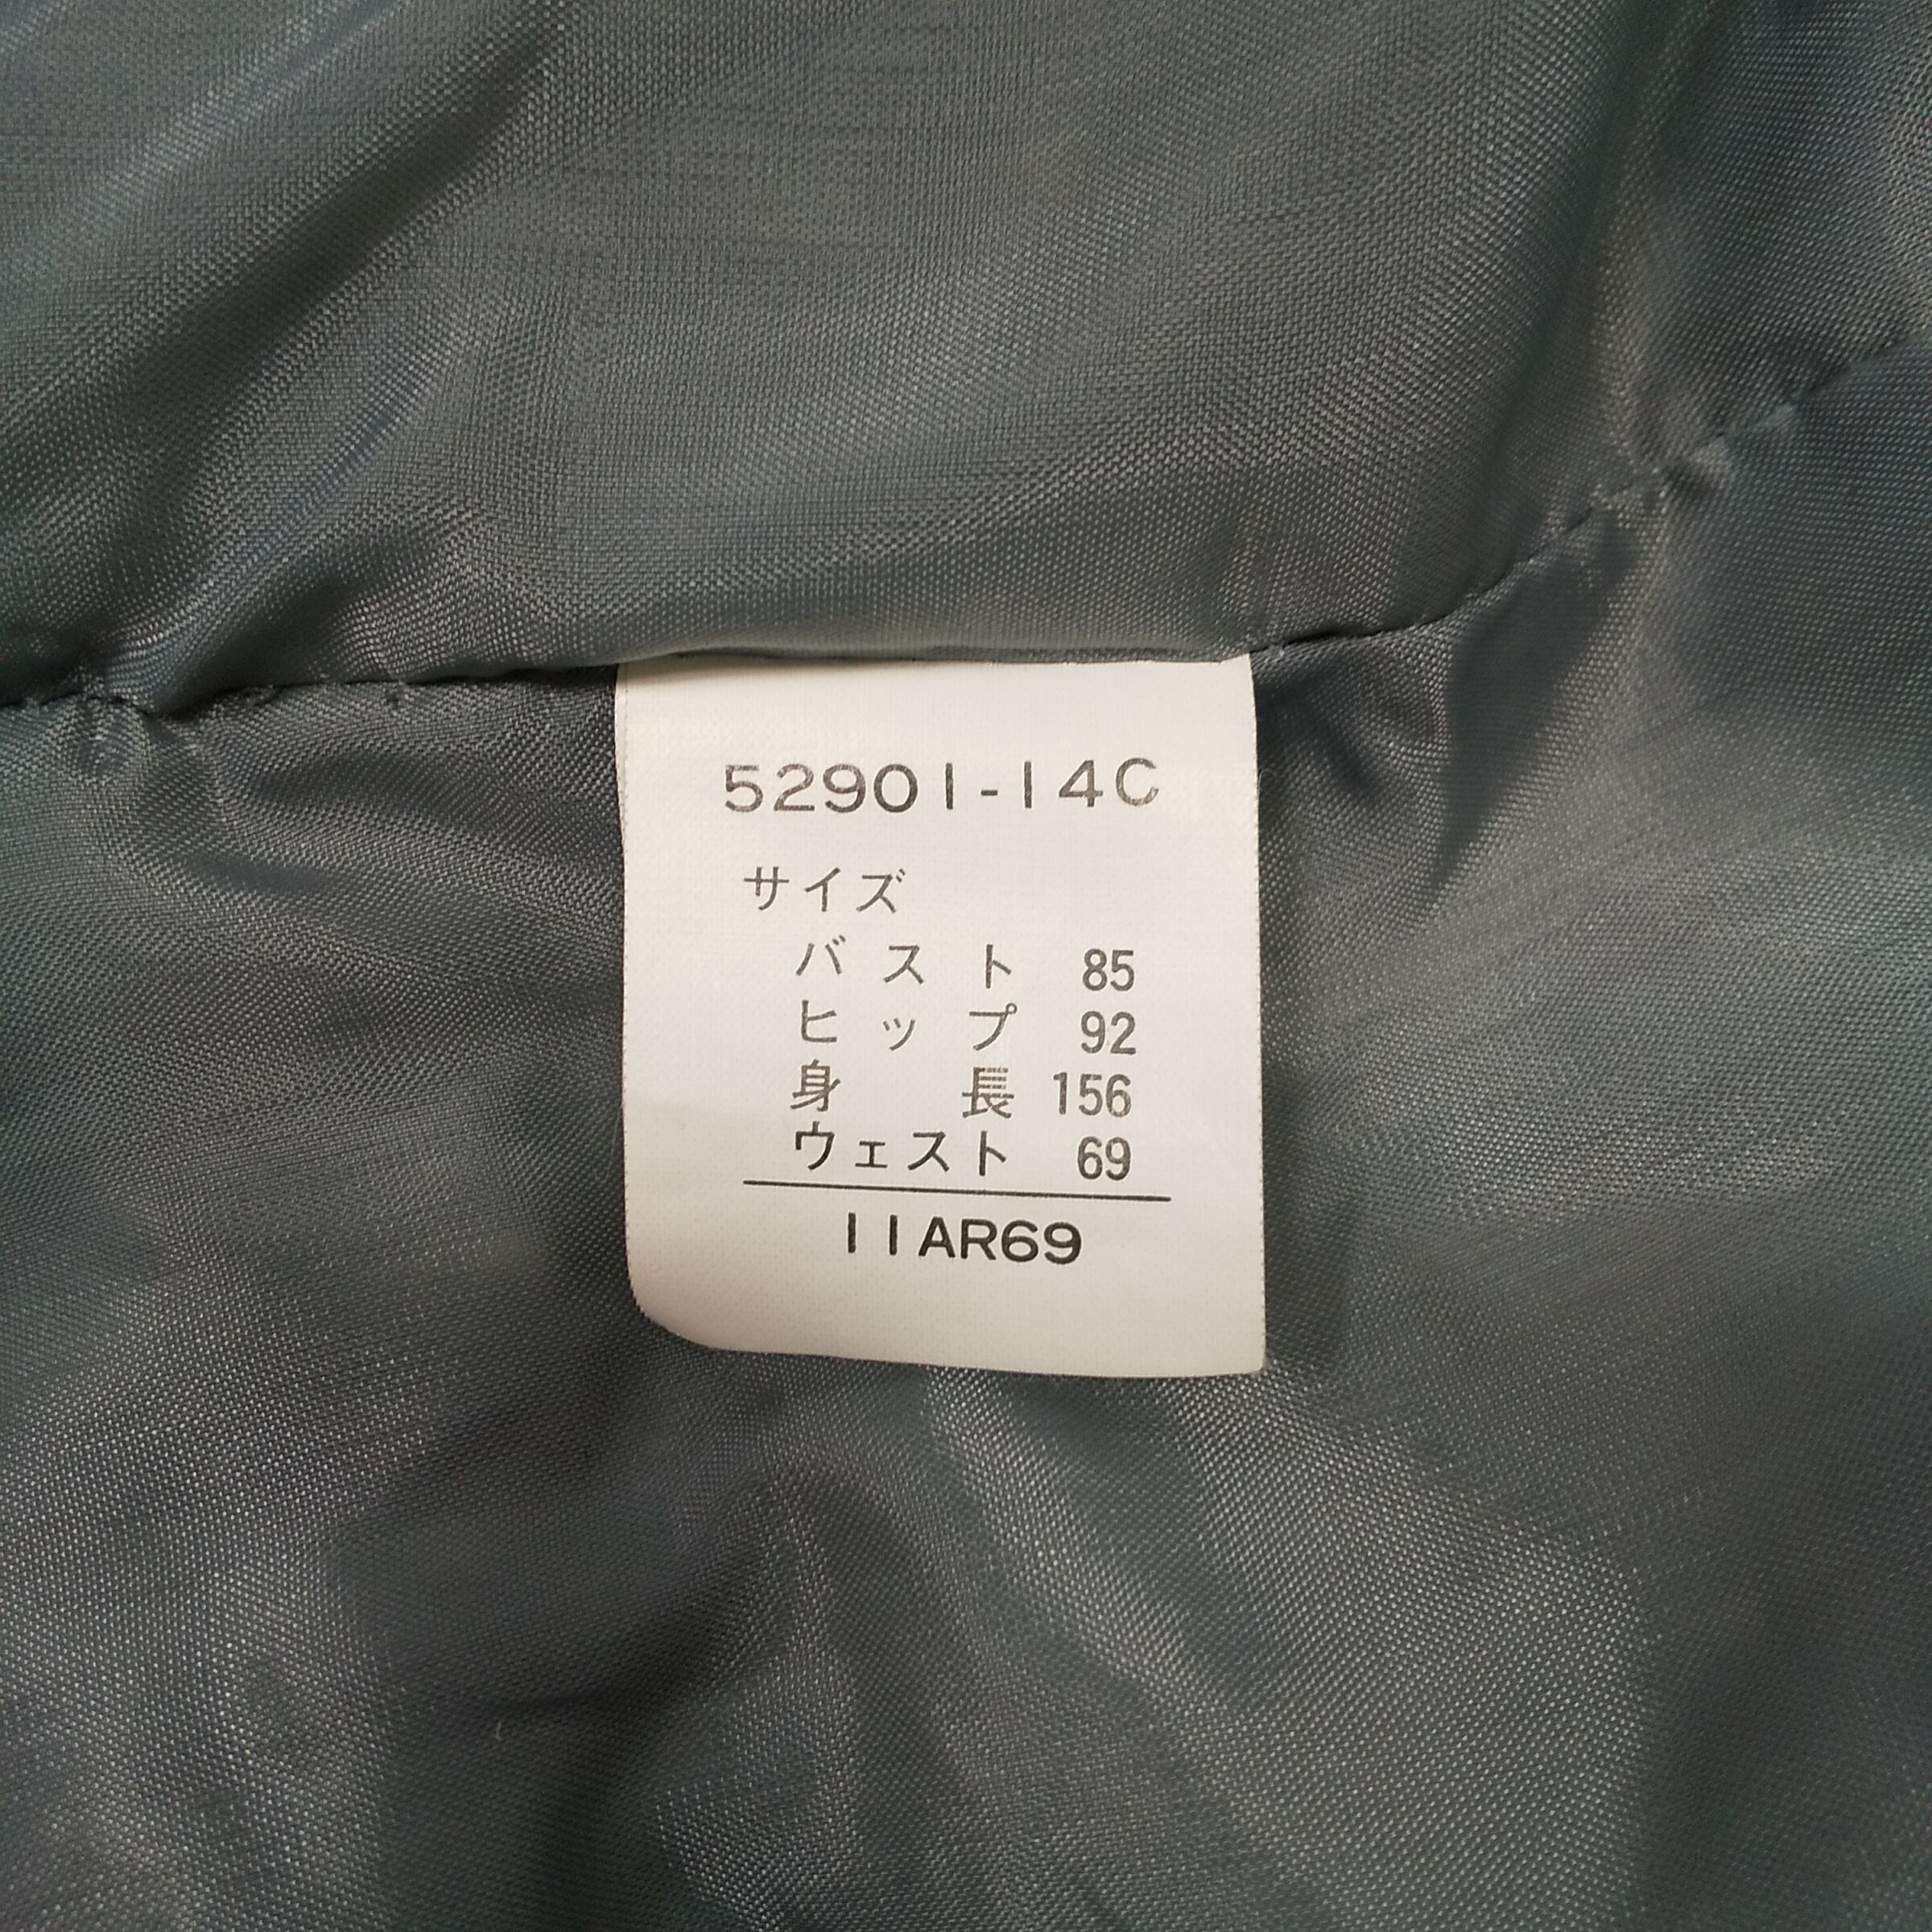 52901-14C
サイズ
バスト 85
ヒップ 92
身長 156
ウェスト 69
11AR69